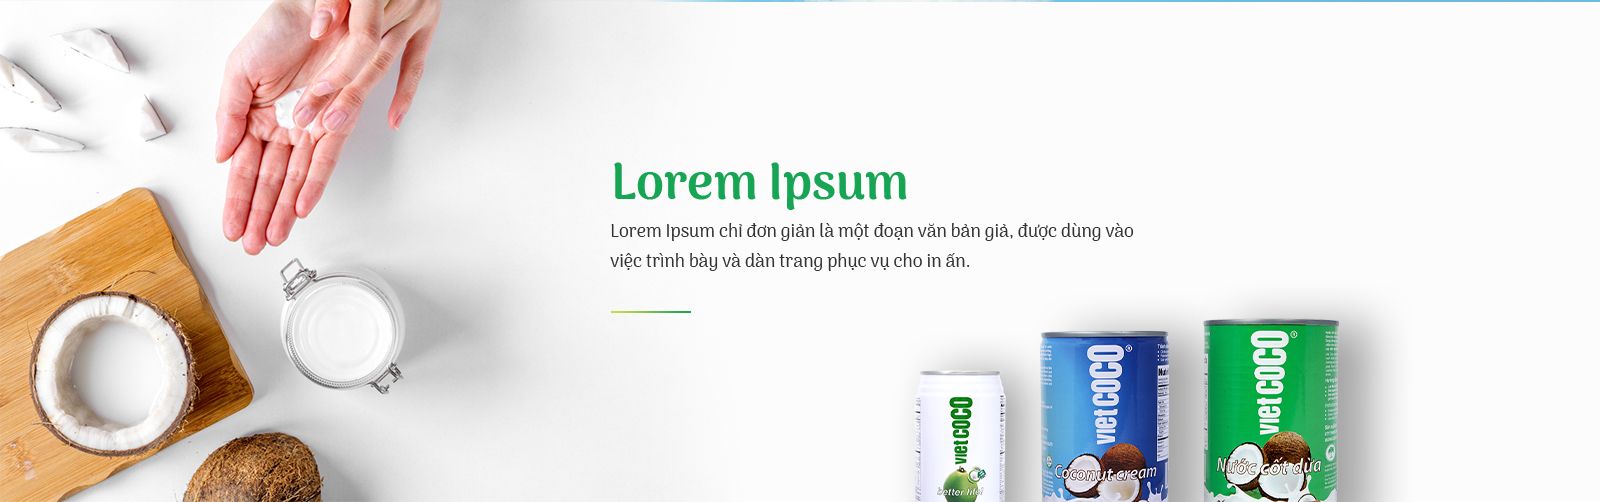 Lorem Ipsum
Lorem Ipsum chỉ đơn giản là một đoạn văn bản giả, được dùng vào
việc trình bày và dàn trang phục vụ cho in ấn.
vietCOCO
better life!
vietCOCO®
Coconut cream
vietCOCO®
Nước cốt dừa